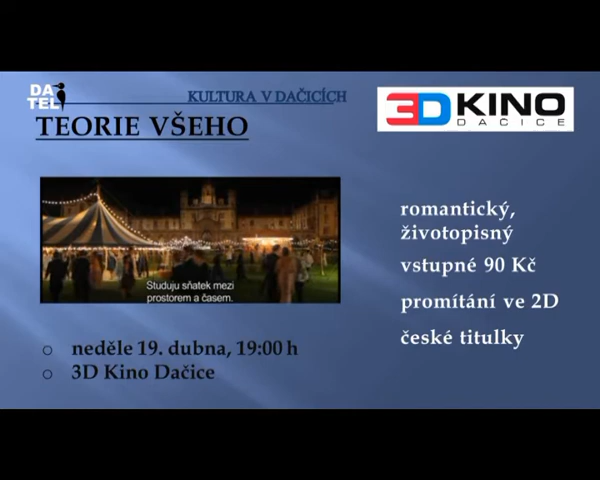 DA
TEL
KULTURA V DAČICÍCH
TEORIE VŠEHO
3D KINO
DAČICE
romantický,
životopisný
vstupné 90 Kč
promítání ve 2D
české titulky
Studuju sňatek mezi
prostorem a časem.
o neděle 19. dubna, 19:00 h
o 3D Kino Dačice